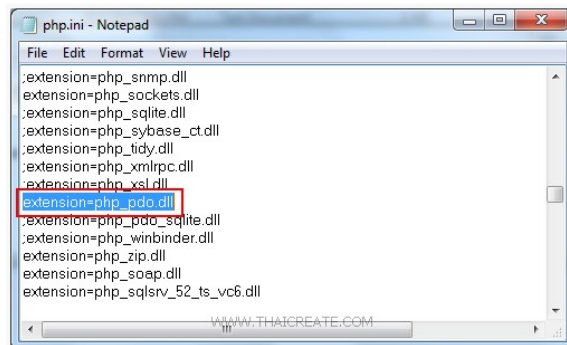 php.ini - Notepad
File Edit Format View Help
;extension=php_snmp.dll
extension=php_sockets.dll
;extension=php_sqlite.dll
;extension=php_sybase_ct.dll
;extension=php_tidy.dll
;extension=php_xmlrpc.dll
;extension=php_xsl.dll
extension=php_pdo.dll
;extension=php_pdo_sqlite.dll
;extension=php_winbinder.dll
extension=php_zip.dll
extension=php_soap.dll
extension=php_sqlsrv_52_ts_vc6.dll
WWW.THAICREATE.COM